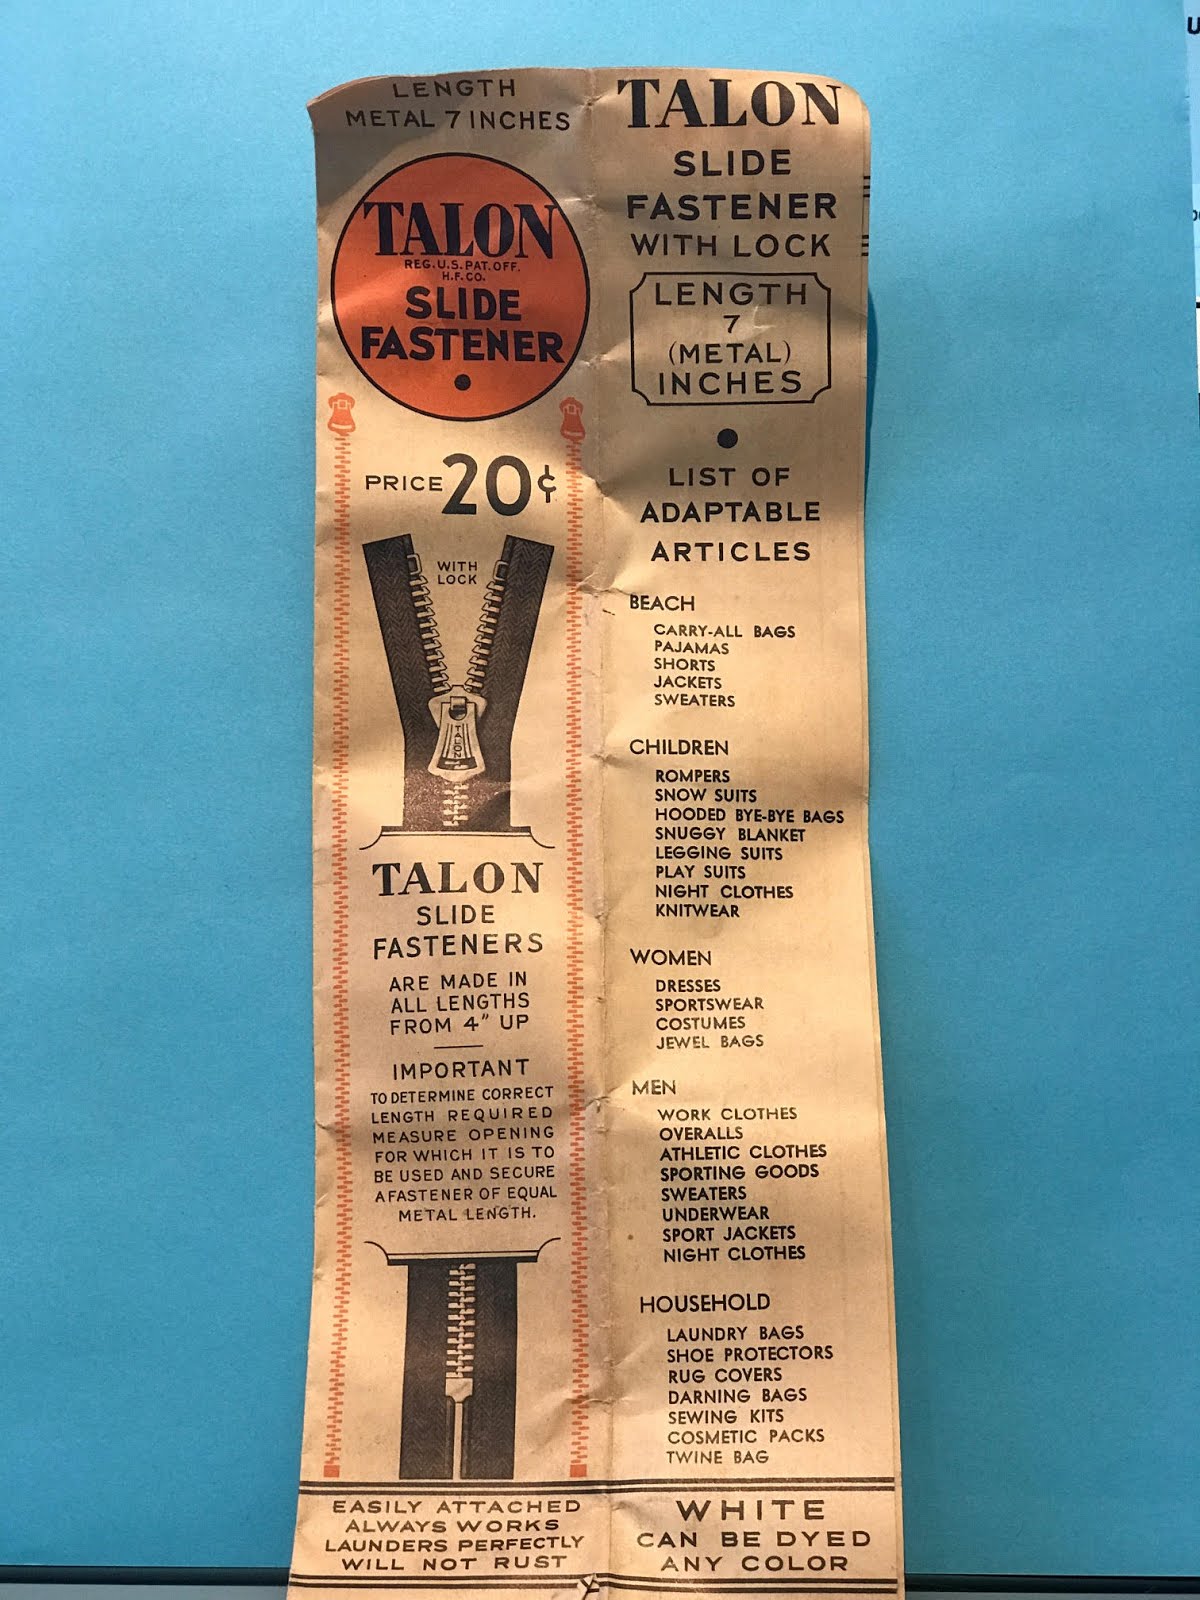 LENGTH
METAL 7 INCHES
TALON
REG. U.S. PAT. OFF.
H.F. CO.
SLIDE
FASTENER
PRICE 20¢
WITH
LOCK
TALON
TALON
SLIDE
FASTENERS
ARE MADE IN
ALL LENGTHS
FROM 4" UP
IMPORTANT
TO DETERMINE CORRECT
LENGTH REQUIRED
MEASURE OPENING
FOR WHICH IT IS TO
BE USED AND SECURE
A FASTENER OF EQUAL
METAL LENGTH.
EASILY ATTACHED
ALWAYS WORKS
LAUNDERS PERFECTLY
WILL NOT RUST
TALON
SLIDE
FASTENER
WITH LOCK
LENGTH
7
(METAL)
INCHES
LIST OF
ADAPTABLE
ARTICLES
BEACH
CARRY-ALL BAGS
PAJAMAS
SHORTS
JACKETS
SWEATERS
CHILDREN
ROMPERS
SNOW SUITS
HOODED BYE-BYE BAGS
SNUGGY BLANKET
LEGGING SUITS
PLAY SUITS
NIGHT CLOTHES
KNITWEAR
WOMEN
DRESSES
SPORTSWEAR
COSTUMES
JEWEL BAGS
MEN
WORK CLOTHES
OVERALLS
ATHLETIC CLOTHES
SPORTING GOODS
SWEATERS
UNDERWEAR
SPORT JACKETS
NIGHT CLOTHES
HOUSEHOLD
LAUNDRY BAGS
SHOE PROTECTORS
RUG COVERS
DARNING BAGS
SEWING KITS
COSMETIC PACKS
TWINE BAG
WHITE
CAN BE DYED
ANY COLOR